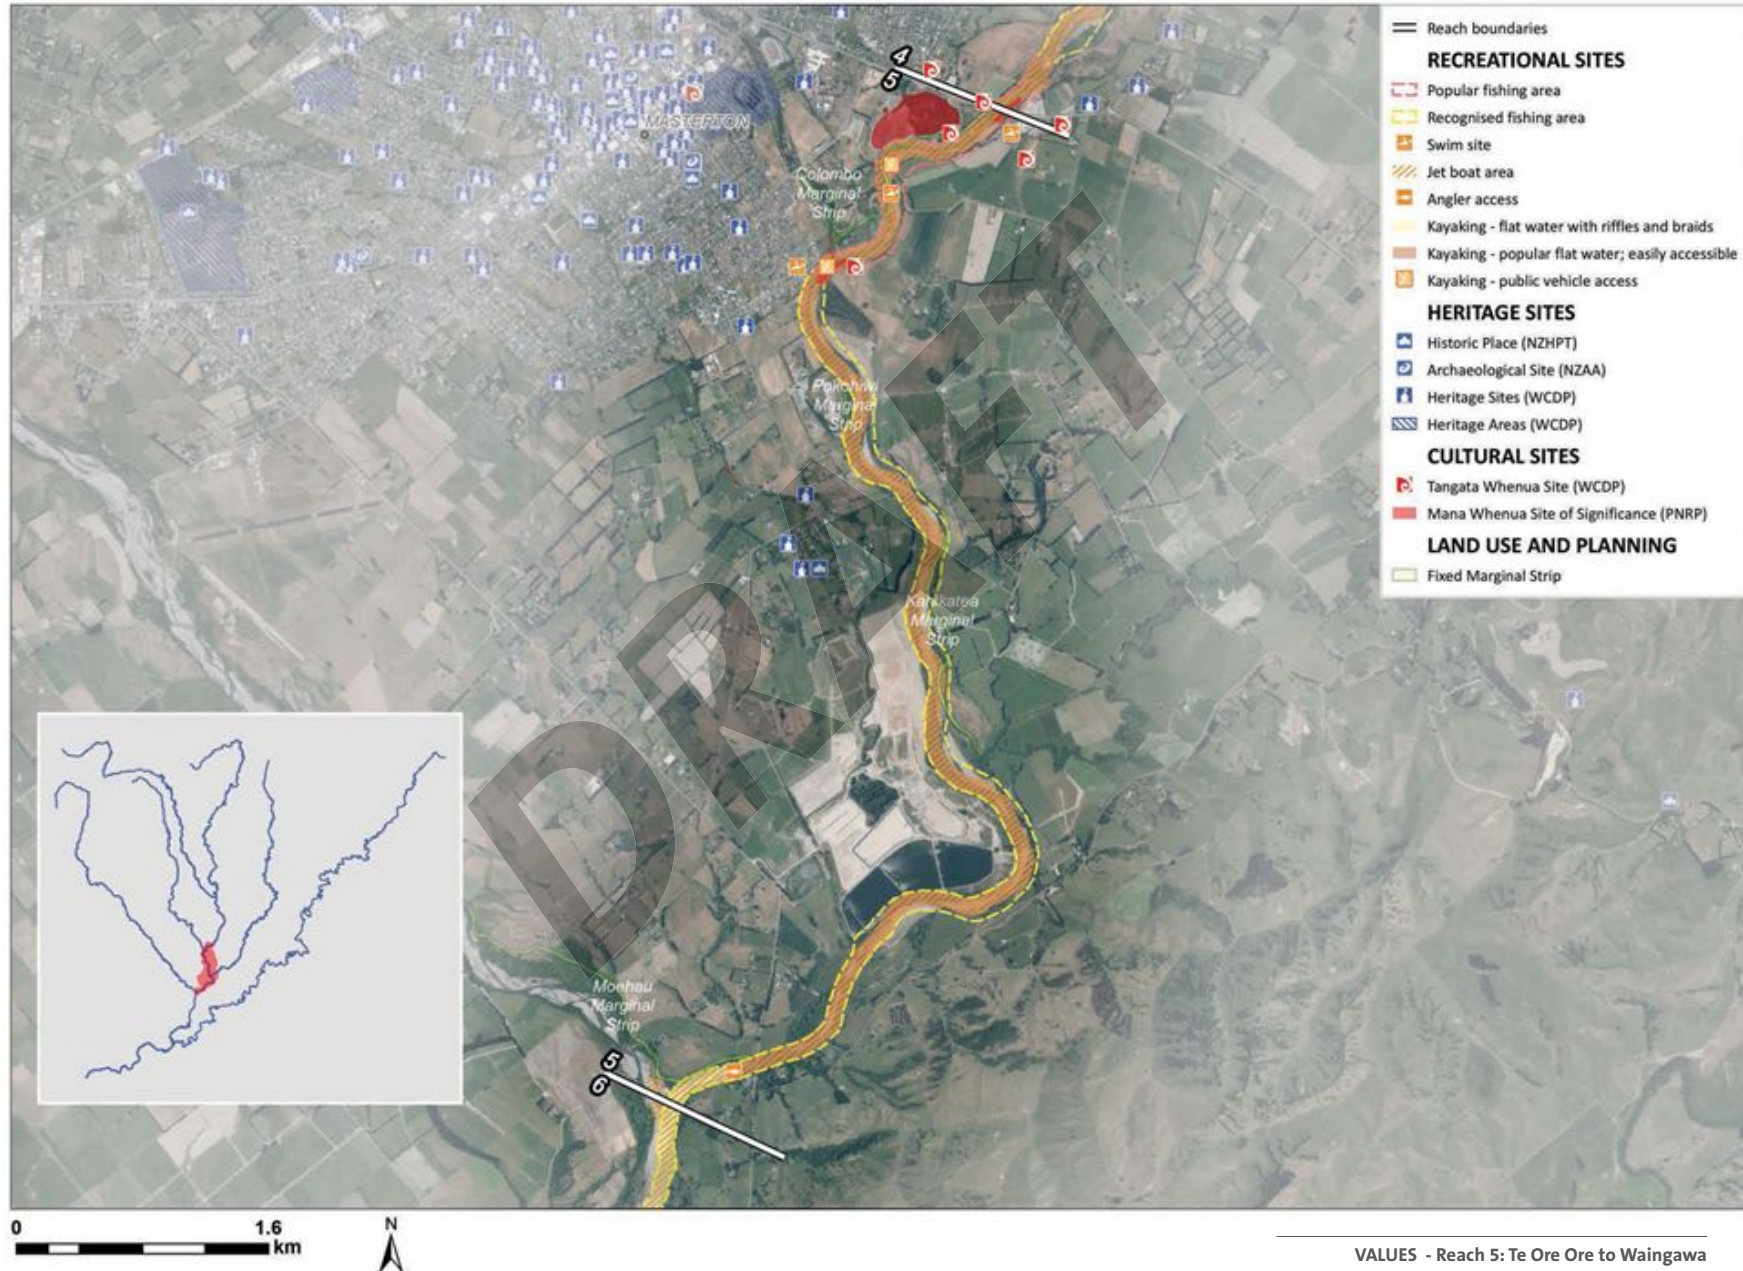 Reach boundaries
RECREATIONAL SITES
Popular fishing area
Recognised fishing area
Swim site
Jet boat area
Angler access
Kayaking - flat water with riffles and braids
Kayaking - popular flat water; easily accessible
Kayaking - public vehicle access
HERITAGE SITES
Historic Place (NZHPT)
Archaeological Site (NZAA)
Heritage Sites (WCDP)
Heritage Areas (WCDP)
CULTURAL SITES
Tangata Whenua Site (WCDP)
Mana Whenua Site of Significance (PNRP)
LAND USE AND PLANNING
Fixed Marginal Strip
4
5
MASTERTON
Colombo
Marginal
Strip
Pokohiwi
Marginal
Strip
Kahikatea
Marginal
Strip
DRAFT
Moehau
Marginal
Strip
5
6
0 1.6
km
N
VALUES - Reach 5: Te Ore Ore to Waingawa